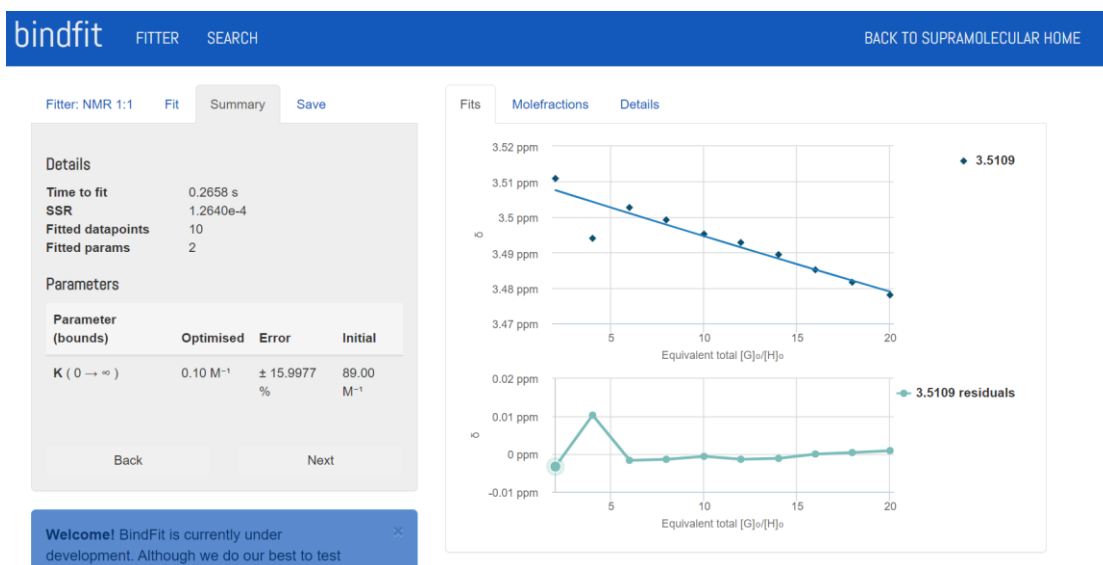 bindfit FITTER SEARCH BACK TO SUPRAMOLECULAR HOME
Fitter: NMR 1:1 Fit Summary Save
Details
Time to fit 0.2658 s
SSR 1.2640e-4
Fitted datapoints 10
Fitted params 2
Parameters
Parameter
(bounds) Optimised Error Initial
K ( 0 → ∞ ) 0.10 M⁻¹ ± 15.9977 89.00
% M⁻¹
Back Next
Welcome! BindFit is currently under ×
development. Although we do our best to test
Fits Molefractions Details
3.52 ppm
3.51 ppm
3.5 ppm
3.49 ppm
3.48 ppm
3.47 ppm
δ
5 10 15 20
Equivalent total [G]₀/[H]₀
3.5109
0.02 ppm
0.01 ppm
0 ppm
-0.01 ppm
δ
5 10 15 20
Equivalent total [G]₀/[H]₀
3.5109 residuals